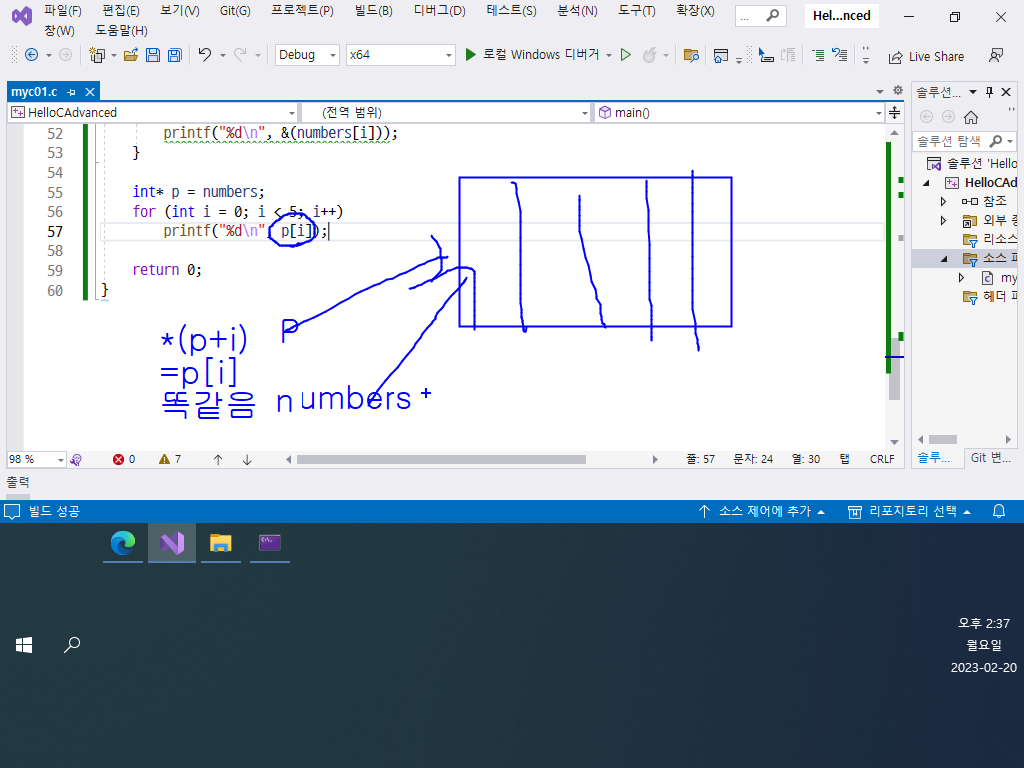 파일(F) 편집(E) 보기(V) Git(G) 프로젝트(P) 빌드(B) 디버그(D) 테스트(S) 분석(N) 도구(T) 확장(X) ... Hel...nced
창(W) 도움말(H)
Debug x64 로컬 Windows 디버거 Live Share
myc01.c
HelloCAdvanced (전역 범위) main()
52 printf("%d\n", &(numbers[i]));
53 }
54
55 int* p = numbers;
56 for (int i = 0; i < 5; i++)
57 printf("%d\n", p[i]);
58
59 return 0;
60 }
*(p+i) P
=p[i]
똑같음 numbers +
98 % 0 7 줄: 57 문자: 24 열: 30 탭 CRLF
솔루션...
솔루션 탐색
솔루션 'Hello
HelloCAd
참조
외부 종
리소스
소스 파
my
헤더 파
솔루... Git 변...
출력
빌드 성공 소스 제어에 추가 리포지토리 선택
오후 2:37
월요일
2023-02-20